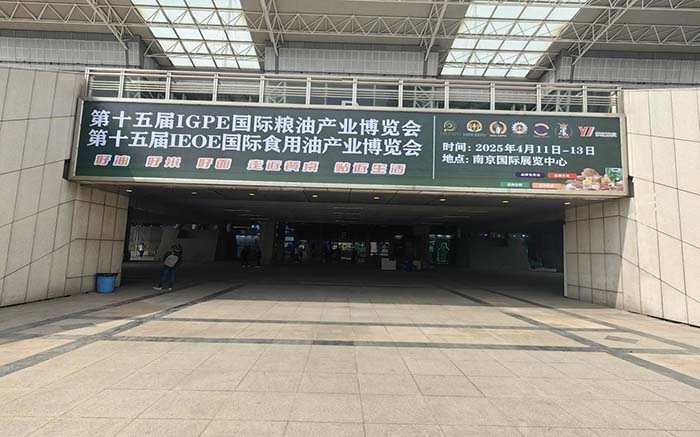 第十五届IGPE国际粮油产业博览会
第十五届IEOE国际食用油产业博览会
好油 好米 好面 走进餐桌 贴近生活
时间：2025年4月11日-13日
地点：南京国际展览中心